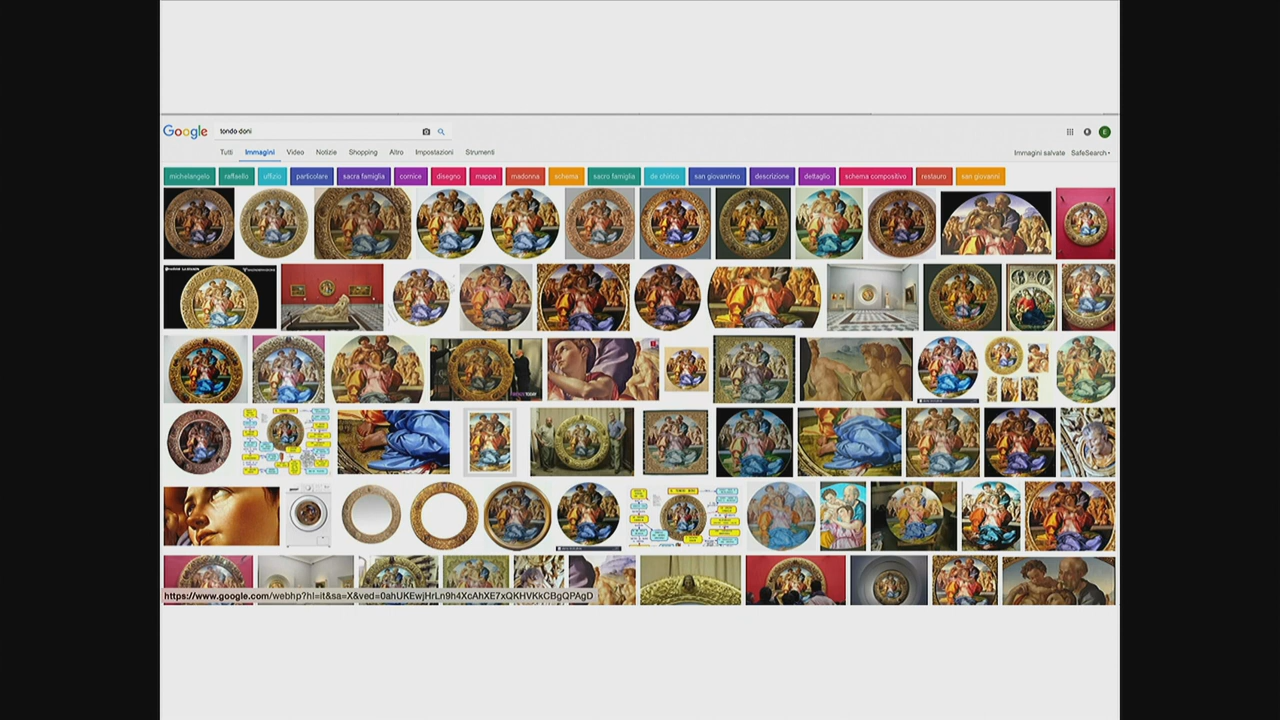 Google tondo doni
Tutti Immagini Video Notizie Shopping Altro Impostazioni Strumenti
Immagini salvate SafeSearch
michelangelo raffaello uffizio particolare sacra famiglia cornice disegno mappa madonna schema sacro famiglia de chirico san giovannino descrizione dettaglio schema compositivo restauro san giovanni
https://www.google.com/webhp?hl=it&sa=X&ved=0ahUKEwjHrLn9h4XcAhXE7xQKHVKkCBgQPAgD